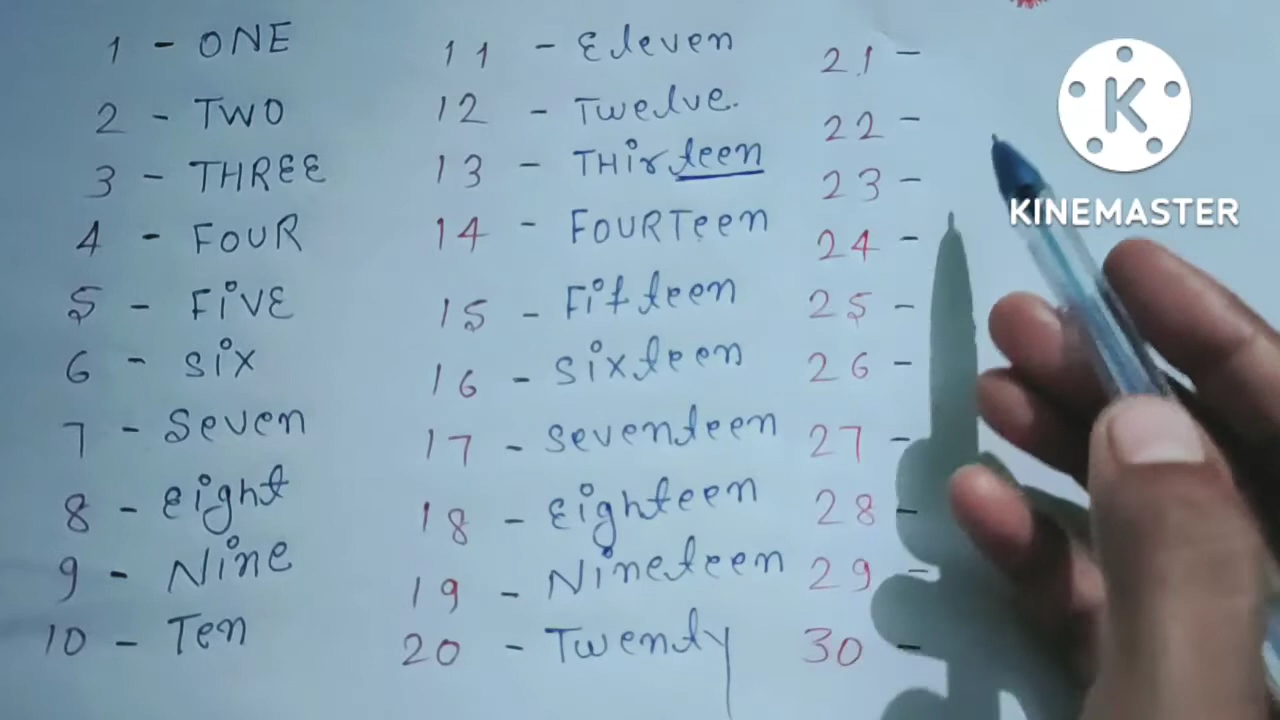 1 - ONE
2 - TWO
3 - THREE
4 - FOUR
5 - FiVE
6 - Six
7 - Seven
8 - Eight
9 - Nine
10 - Ten
11 - Eleven
12 - Twelve.
13 - THirteen
14 - FOURTeen
15 - Fifteen
16 - Sixteen
17 - Seventeen
18 - Eighteen
19 - Nineteen
20 - Twenty
21 -
22 -
23 -
24 -
25 -
26 -
27 -
28 -
29 -
30 -
K
KINEMASTER